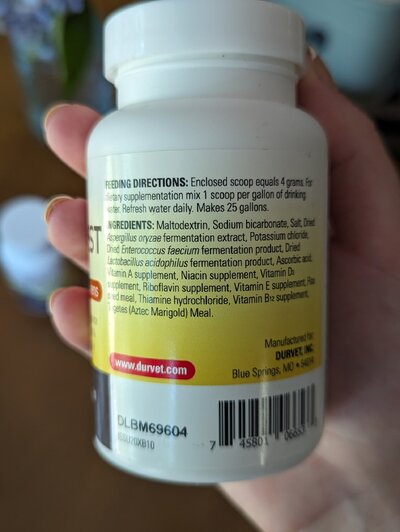 FEEDING DIRECTIONS: Enclosed scoop equals 4 grams. For
dietary supplementation mix 1 scoop per gallon of drinking
water. Refresh water daily. Makes 25 gallons.
INGREDIENTS: Maltodextrin, Sodium bicarbonate, Salt, Dried
Aspergillus oryzae fermentation extract, Potassium chloride,
Dried Enterococcus faecium fermentation product, Dried
Lactobacillus acidophilus fermentation product, Ascorbic acid,
Vitamin A supplement, Niacin supplement, Vitamin D3
supplement, Riboflavin supplement, Vitamin E supplement, Flax
seed meal, Thiamine hydrochloride, Vitamin B12 supplement,
Tagetes (Aztec Marigold) Meal.
Manufactured for:
DURVET, INC.
Blue Springs, MO • 64014
www.durvet.com
DLBM69604
7 45801